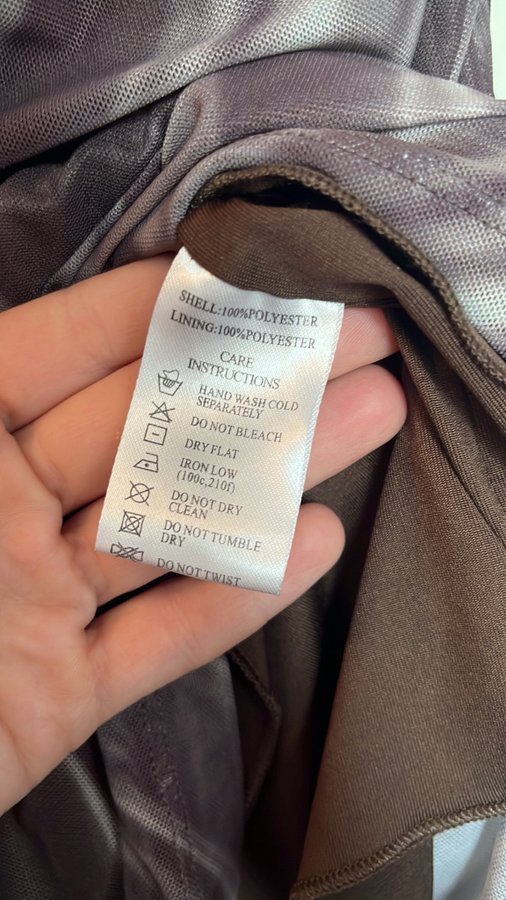 SHELL:100%POLYESTER
LINING:100%POLYESTER
CARE
INSTRUCTIONS
HAND WASH COLD
SEPARATELY
DO NOT BLEACH
DRY FLAT
IRON LOW
(100c,210f)
DO NOT DRY
CLEAN
DO NOT TUMBLE
DRY
DO NOT TWIST